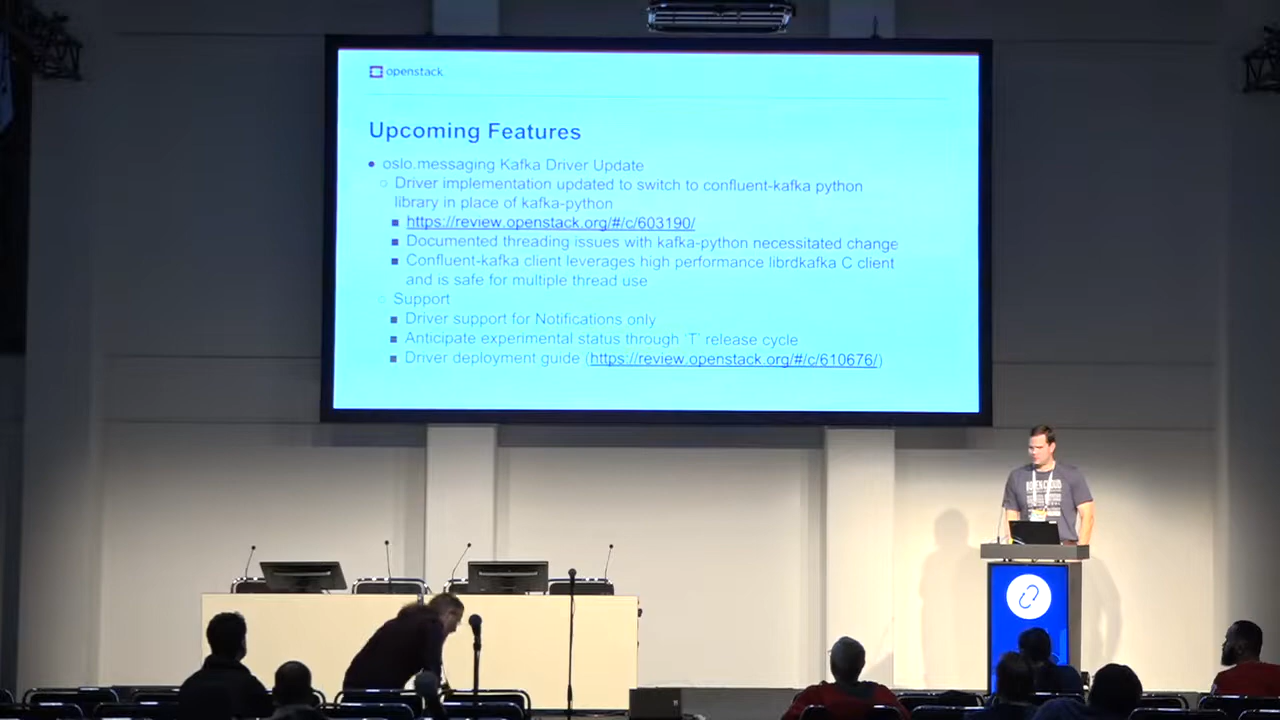 openstack
Upcoming Features
● oslo.messaging Kafka Driver Update
○ Driver implementation updated to switch to confluent-kafka python
library in place of kafka-python
■ https://review.openstack.org/#/c/603190/
■ Documented threading issues with kafka-python necessitated change
■ Confluent-kafka client leverages high performance librdkafka C client
and is safe for multiple thread use
○ Support
■ Driver support for Notifications only
■ Anticipate experimental status through ‘T’ release cycle
■ Driver deployment guide (https://review.openstack.org/#/c/610676/)